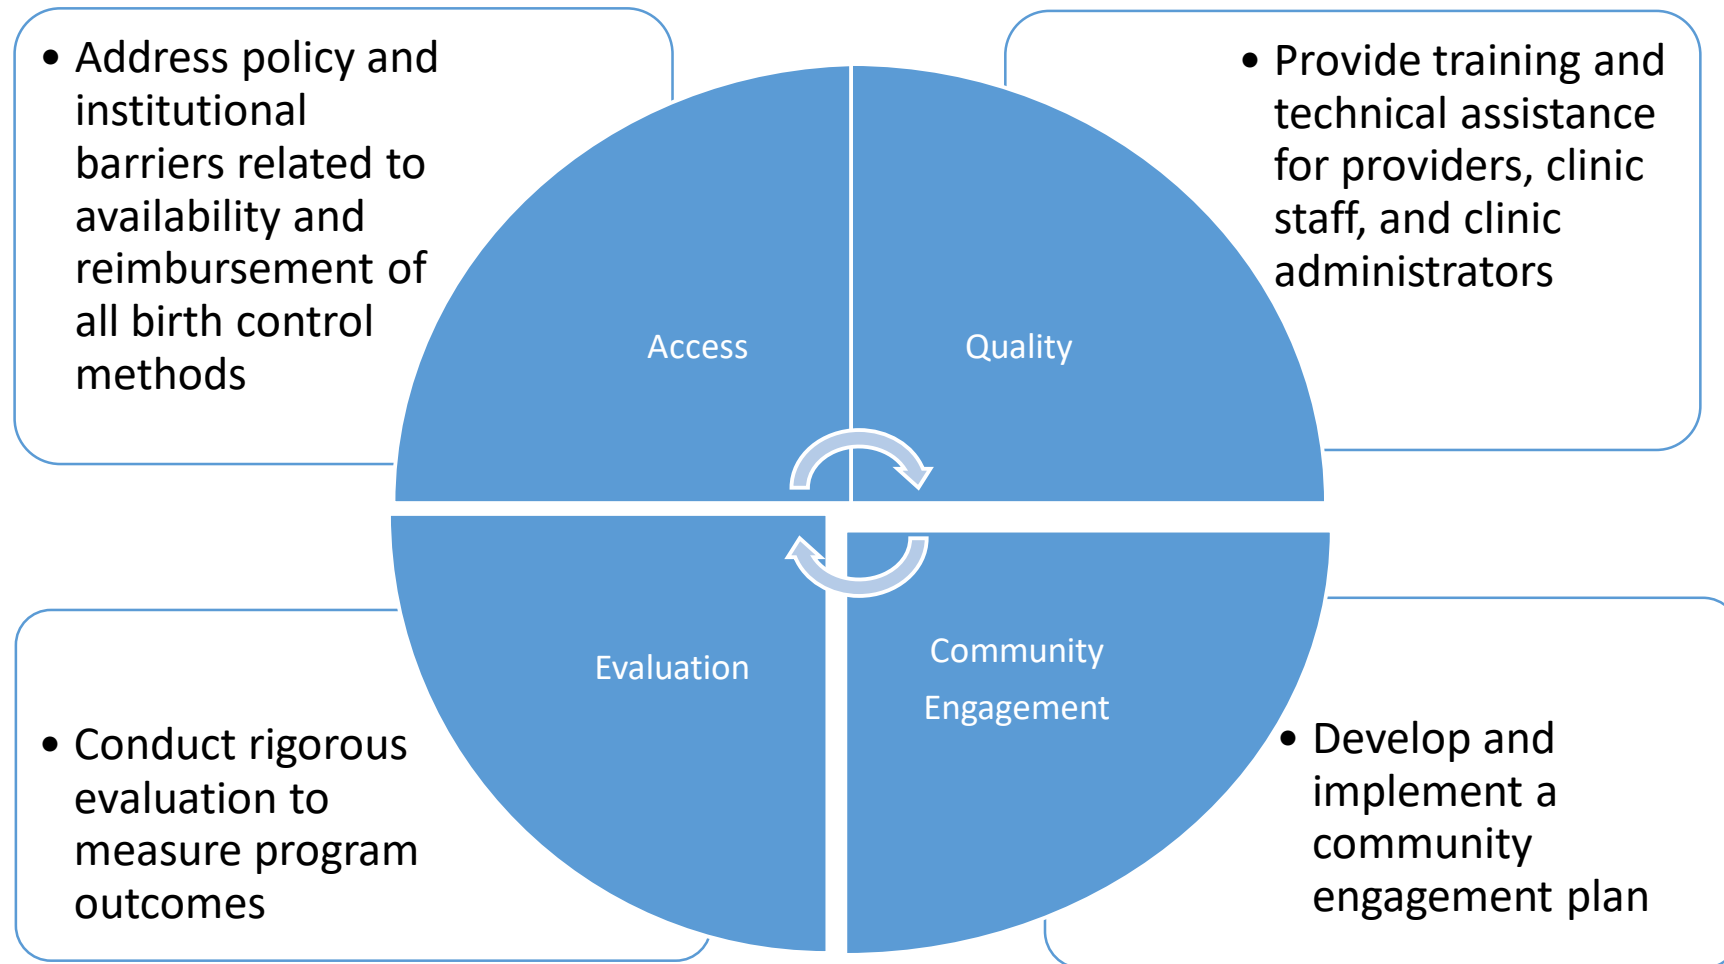 • Address policy and
institutional
barriers related to
availability and
reimbursement of
all birth control
methods
• Provide training and
technical assistance
for providers, clinic
staff, and clinic
administrators
Access
Quality
Evaluation
Community
Engagement
• Conduct rigorous
evaluation to
measure program
outcomes
• Develop and
implement a
community
engagement plan